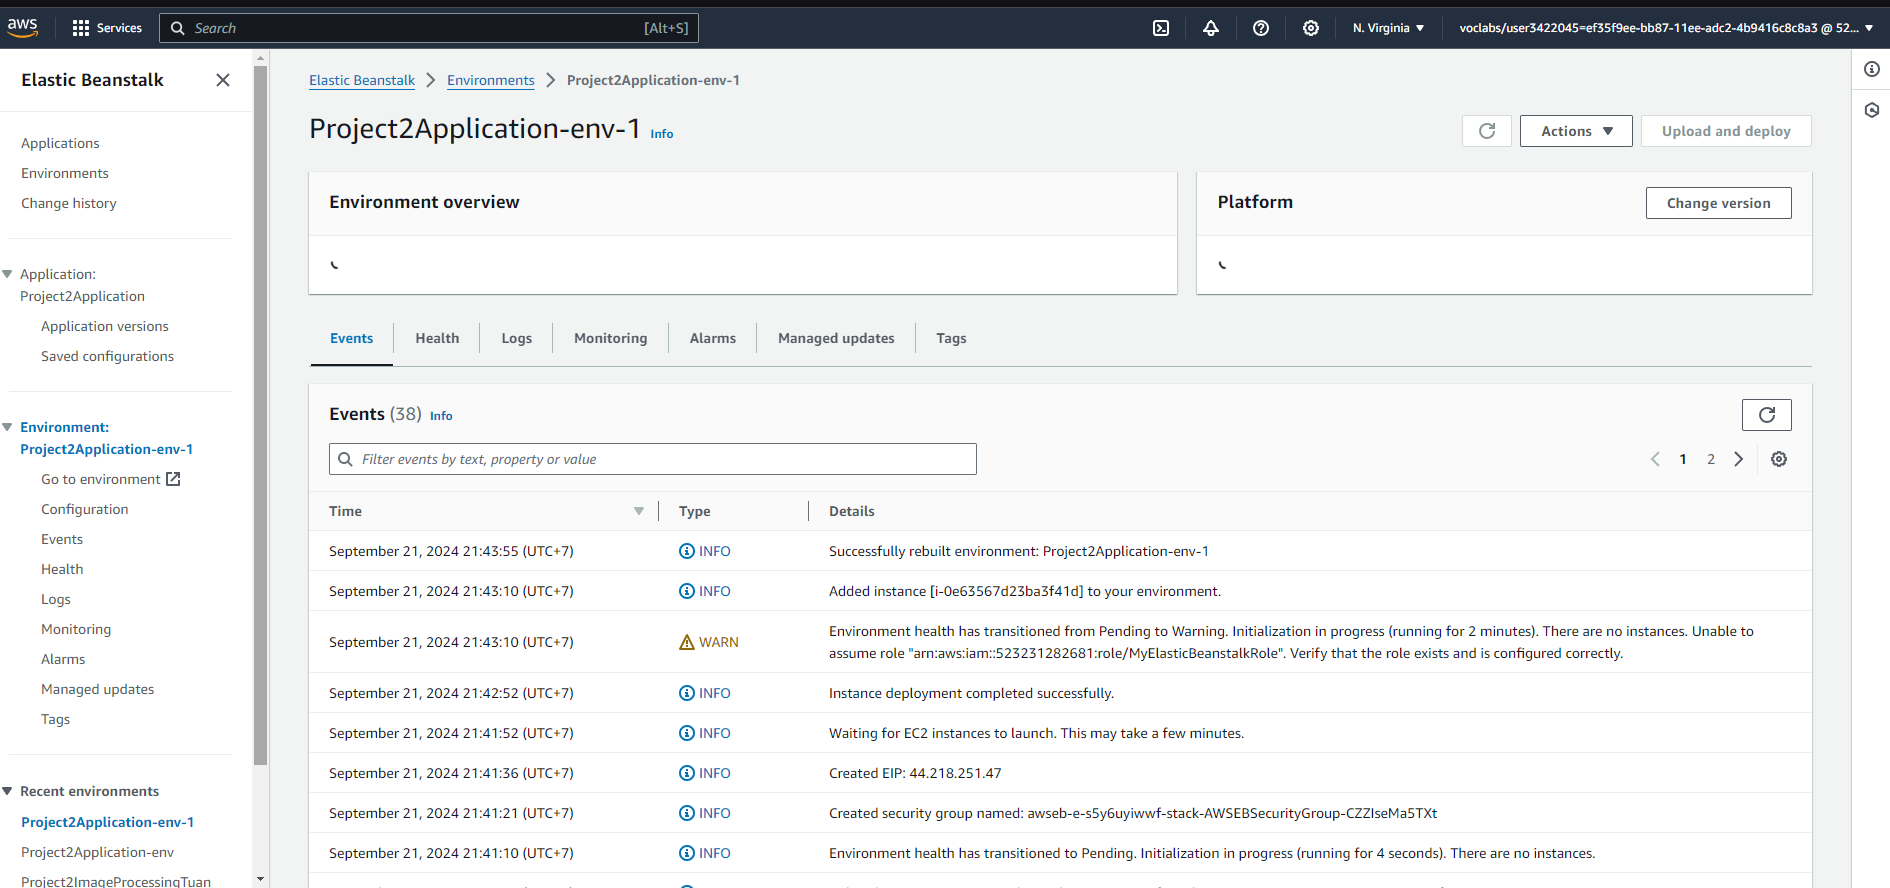 aws
Services
Search
[Alt+S]
N. Virginia
voclabs/user3422045=ef35f9ee-bb87-11ee-adc2-4b9416c8c8a3 @ 52...
Elastic Beanstalk
Applications
Environments
Change history
Application:
Project2Application
Application versions
Saved configurations
Environment:
Project2Application-env-1
Go to environment
Configuration
Events
Health
Logs
Monitoring
Alarms
Managed updates
Tags
Recent environments
Project2Application-env-1
Project2Application-env
Project2ImageProcessingTuan
Elastic Beanstalk
Environments
Project2Application-env-1
Project2Application-env-1 Info
Actions
Upload and deploy
Environment overview
Platform
Change version
Events
Health
Logs
Monitoring
Alarms
Managed updates
Tags
Events (38) Info
Filter events by text, property or value
1
2
Time Type Details
September 21, 2024 21:43:55 (UTC+7) INFO Successfully rebuilt environment: Project2Application-env-1
September 21, 2024 21:43:10 (UTC+7) INFO Added instance [i-0e63567d23ba3f41d] to your environment.
September 21, 2024 21:43:10 (UTC+7) WARN Environment health has transitioned from Pending to Warning. Initialization in progress (running for 2 minutes). There are no instances. Unable to
assume role "arn:aws:iam::523231282681:role/MyElasticBeanstalkRole". Verify that the role exists and is configured correctly.
September 21, 2024 21:42:52 (UTC+7) INFO Instance deployment completed successfully.
September 21, 2024 21:41:52 (UTC+7) INFO Waiting for EC2 instances to launch. This may take a few minutes.
September 21, 2024 21:41:36 (UTC+7) INFO Created EIP: 44.218.251.47
September 21, 2024 21:41:21 (UTC+7) INFO Created security group named: awseb-e-s5y6uyiwwf-stack-AWSEBSecurityGroup-CZZIseMa5TXt
September 21, 2024 21:41:10 (UTC+7) INFO Environment health has transitioned to Pending. Initialization in progress (running for 4 seconds). There are no instances.